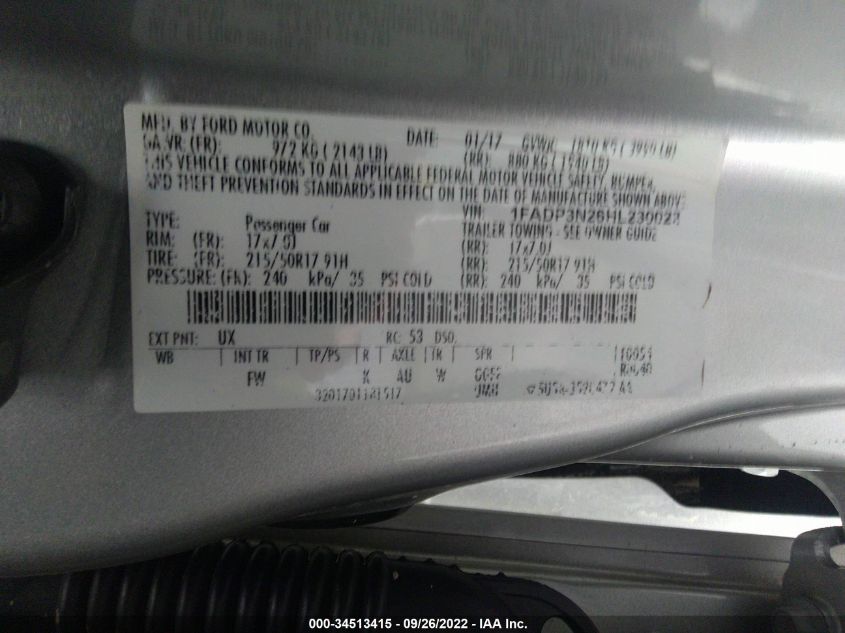 MFD. BY FORD MOTOR CO.
DATE: 01/17 GVWR:
GA.VR. (FR): 972 KG ( 2143 LB) (RR): 880 KG ( 1940 LB)
THIS VEHICLE CONFORMS TO ALL APPLICABLE FEDERAL MOTOR VEHICLE SAFETY, BUMPER,
AND THEFT PREVENTION STANDARDS IN EFFECT ON THE DATE OF MANUFACTURE SHOWN ABOVE.
VIN: 1FADP3N26HL230028
TYPE: Passenger Car TRAILER TOWING - SEE OWNER GUIDE
RIM: (FR): 17x7.0J (RR): 17x7.0J
TIRE: (FR): 215/50R17 91H (RR): 215/50R17 91H
PRESSURE: (FR): 240 kPa/ 35 PSI COLD (RR): 240 kPa/ 35 PSI COLD
EXT PNT: UX RC: 53 DSO:
WB INT TR TP/PS R AXLE TR SPR
FW K AU W
000-34513415 - 09/26/2022 - IAA Inc.